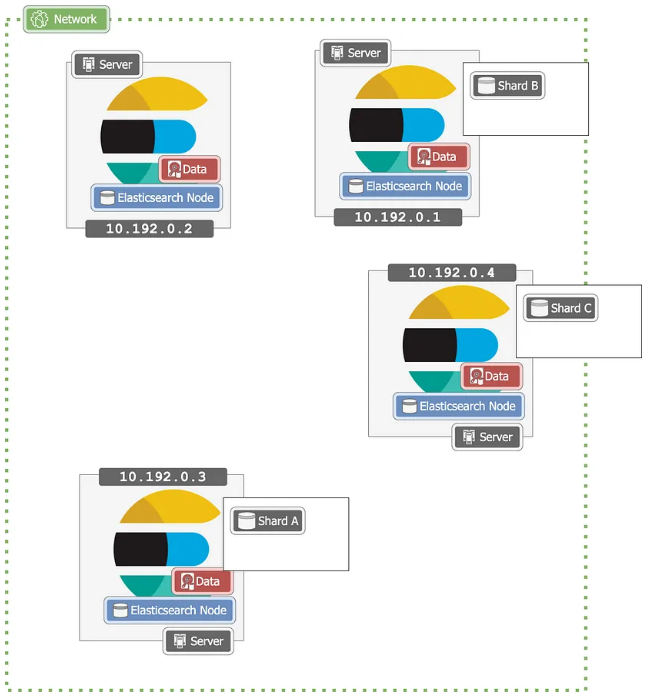 Network
Server
Data
Elasticsearch Node
10.192.0.2
Server
Shard B
Data
Elasticsearch Node
10.192.0.1
10.192.0.4
Shard C
Data
Elasticsearch Node
Server
10.192.0.3
Shard A
Data
Elasticsearch Node
Server